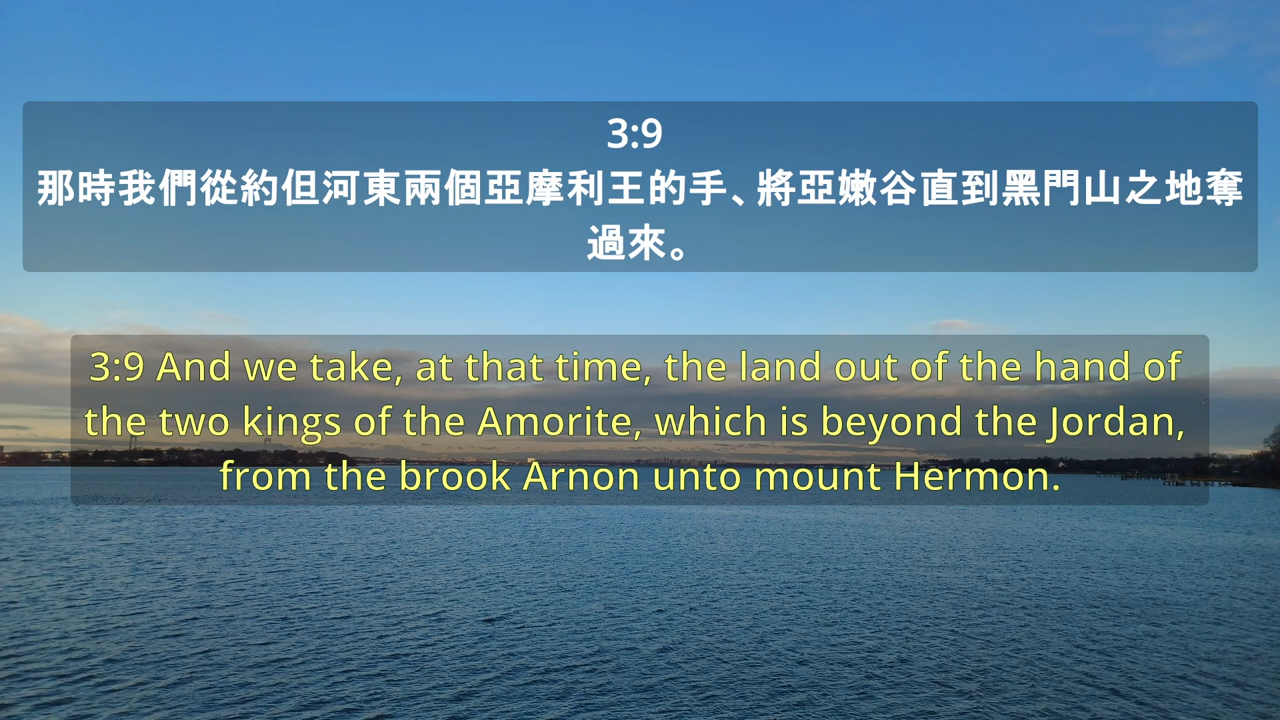 3:9
那時我們從約但河東兩個亞摩利王的手、將亞嫩谷直到黑門山之地奪
過來。
3:9 And we take, at that time, the land out of the hand of
the two kings of the Amorite, which is beyond the Jordan,
from the brook Arnon unto mount Hermon.